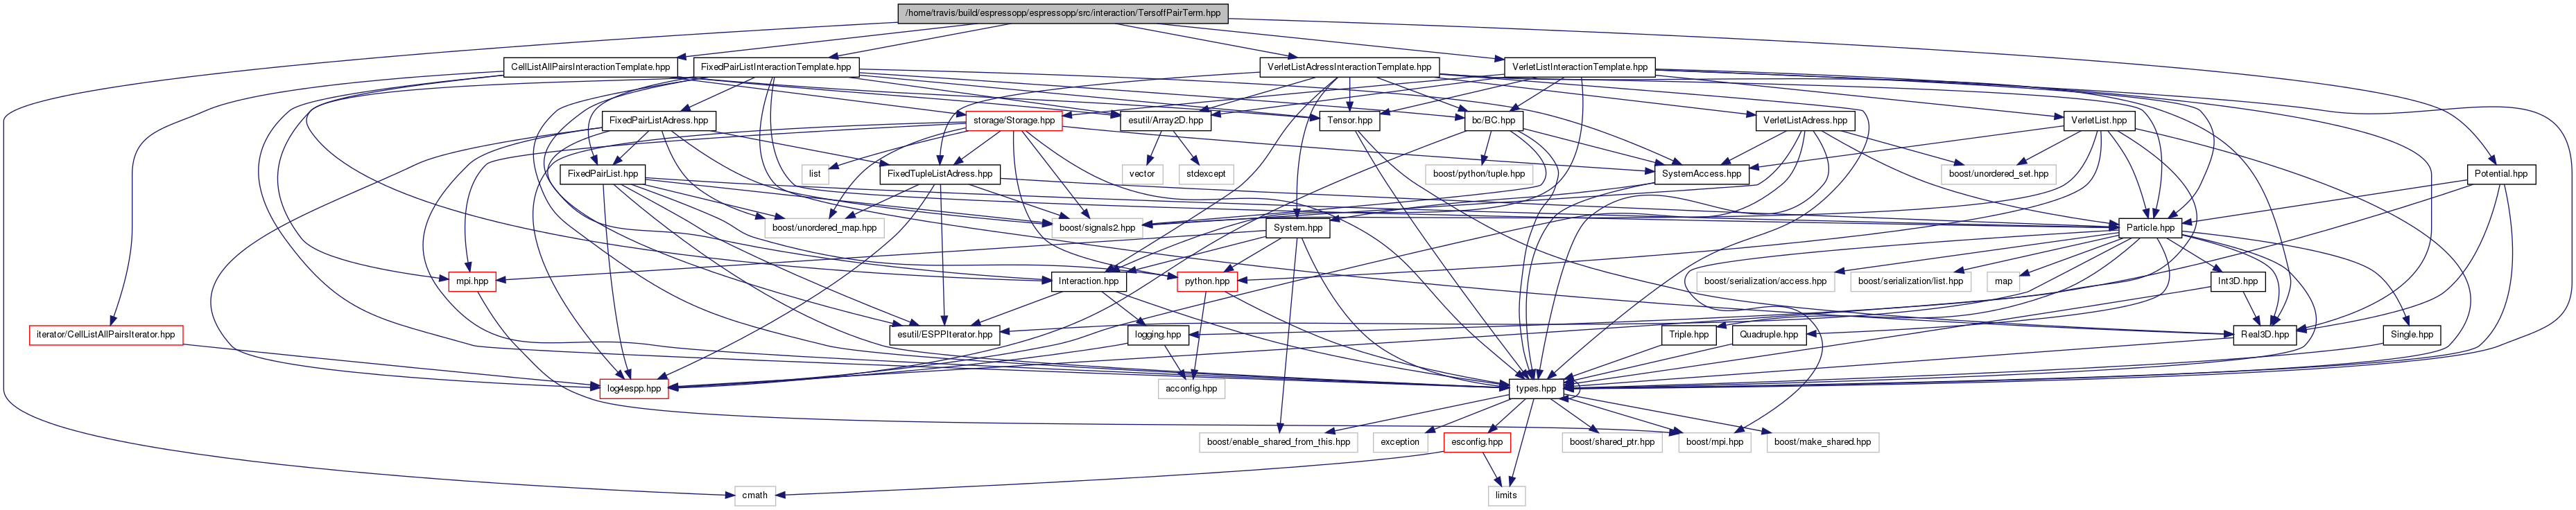 /home/travis/build/espressopp/espressopp/src/interaction/TersoffPairTerm.hpp
CellListAllPairsInteractionTemplate.hpp
FixedPairListInteractionTemplate.hpp
VerletListAdressInteractionTemplate.hpp
VerletListInteractionTemplate.hpp
FixedPairListAdress.hpp
storage/Storage.hpp
esutil/Array2D.hpp
Tensor.hpp
bc/BC.hpp
VerletListAdress.hpp
VerletList.hpp
FixedPairList.hpp
list
FixedTupleListAdress.hpp
vector
stdexcept
boost/python/tuple.hpp
SystemAccess.hpp
boost/unordered_set.hpp
Potential.hpp
boost/unordered_map.hpp
boost/signals2.hpp
System.hpp
Particle.hpp
mpi.hpp
Interaction.hpp
python.hpp
boost/serialization/access.hpp
boost/serialization/list.hpp
map
Int3D.hpp
iterator/CellListAllPairsIterator.hpp
esutil/ESPPIterator.hpp
logging.hpp
Triple.hpp
Quadruple.hpp
Real3D.hpp
Single.hpp
log4espp.hpp
acconfig.hpp
types.hpp
boost/enable_shared_from_this.hpp
exception
esconfig.hpp
boost/shared_ptr.hpp
boost/mpi.hpp
boost/make_shared.hpp
cmath
limits